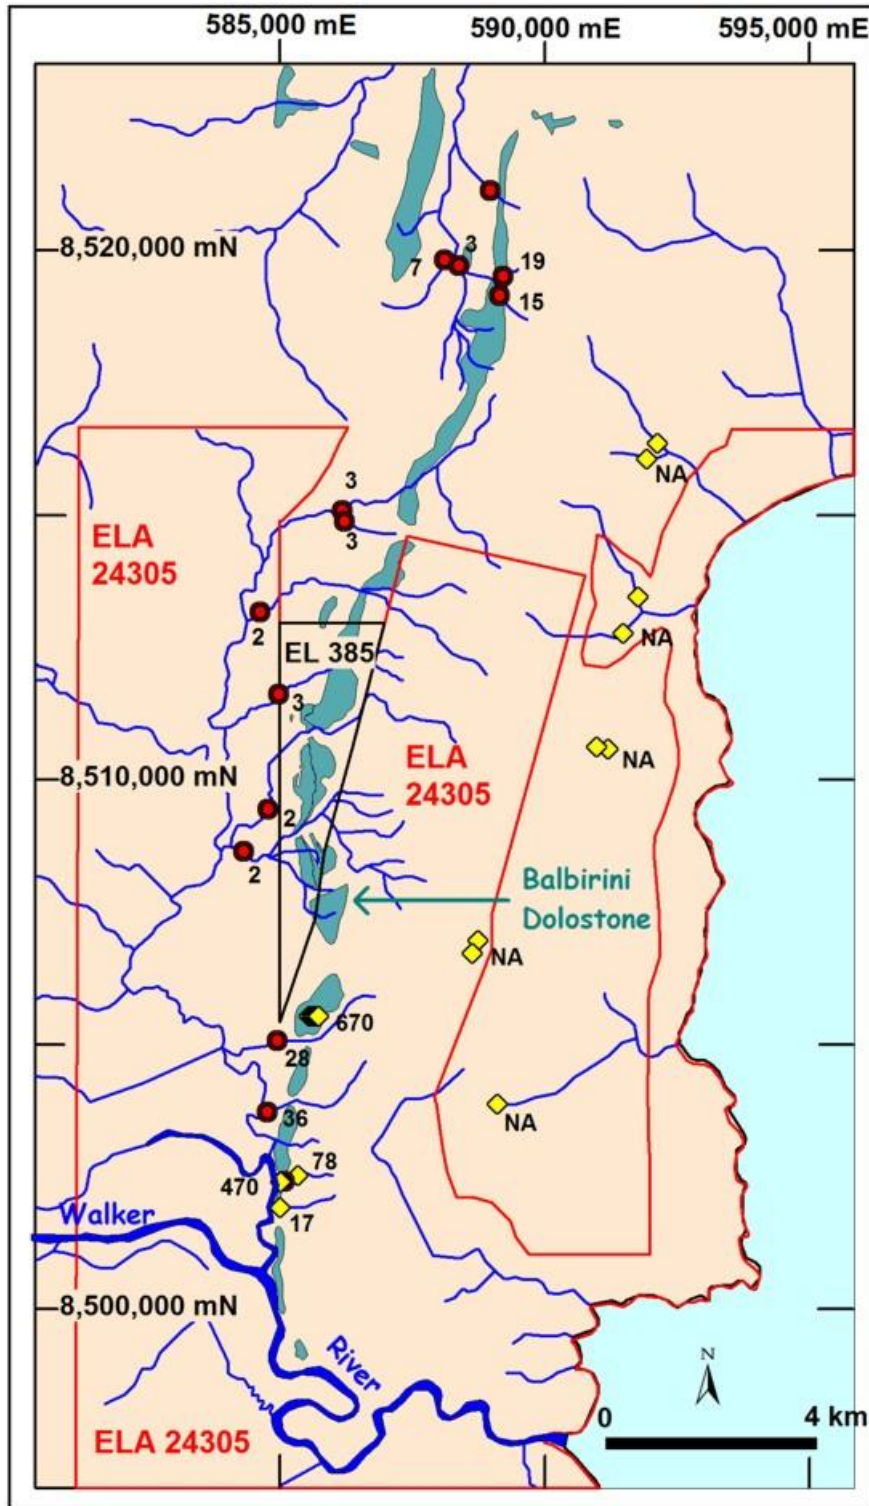 585,000 mE
590,000 mE
595,000 mE
8,520,000 mN
3
7
19
15
NA
3
3
ELA
24305
2
NA
EL 385
3
ELA
24305
NA
8,510,000 mN
2
2
Balbirini
Dolostone
NA
670
28
36
NA
78
470
17
Walker
8,500,000 mN
River
N
0
4 km
ELA 24305